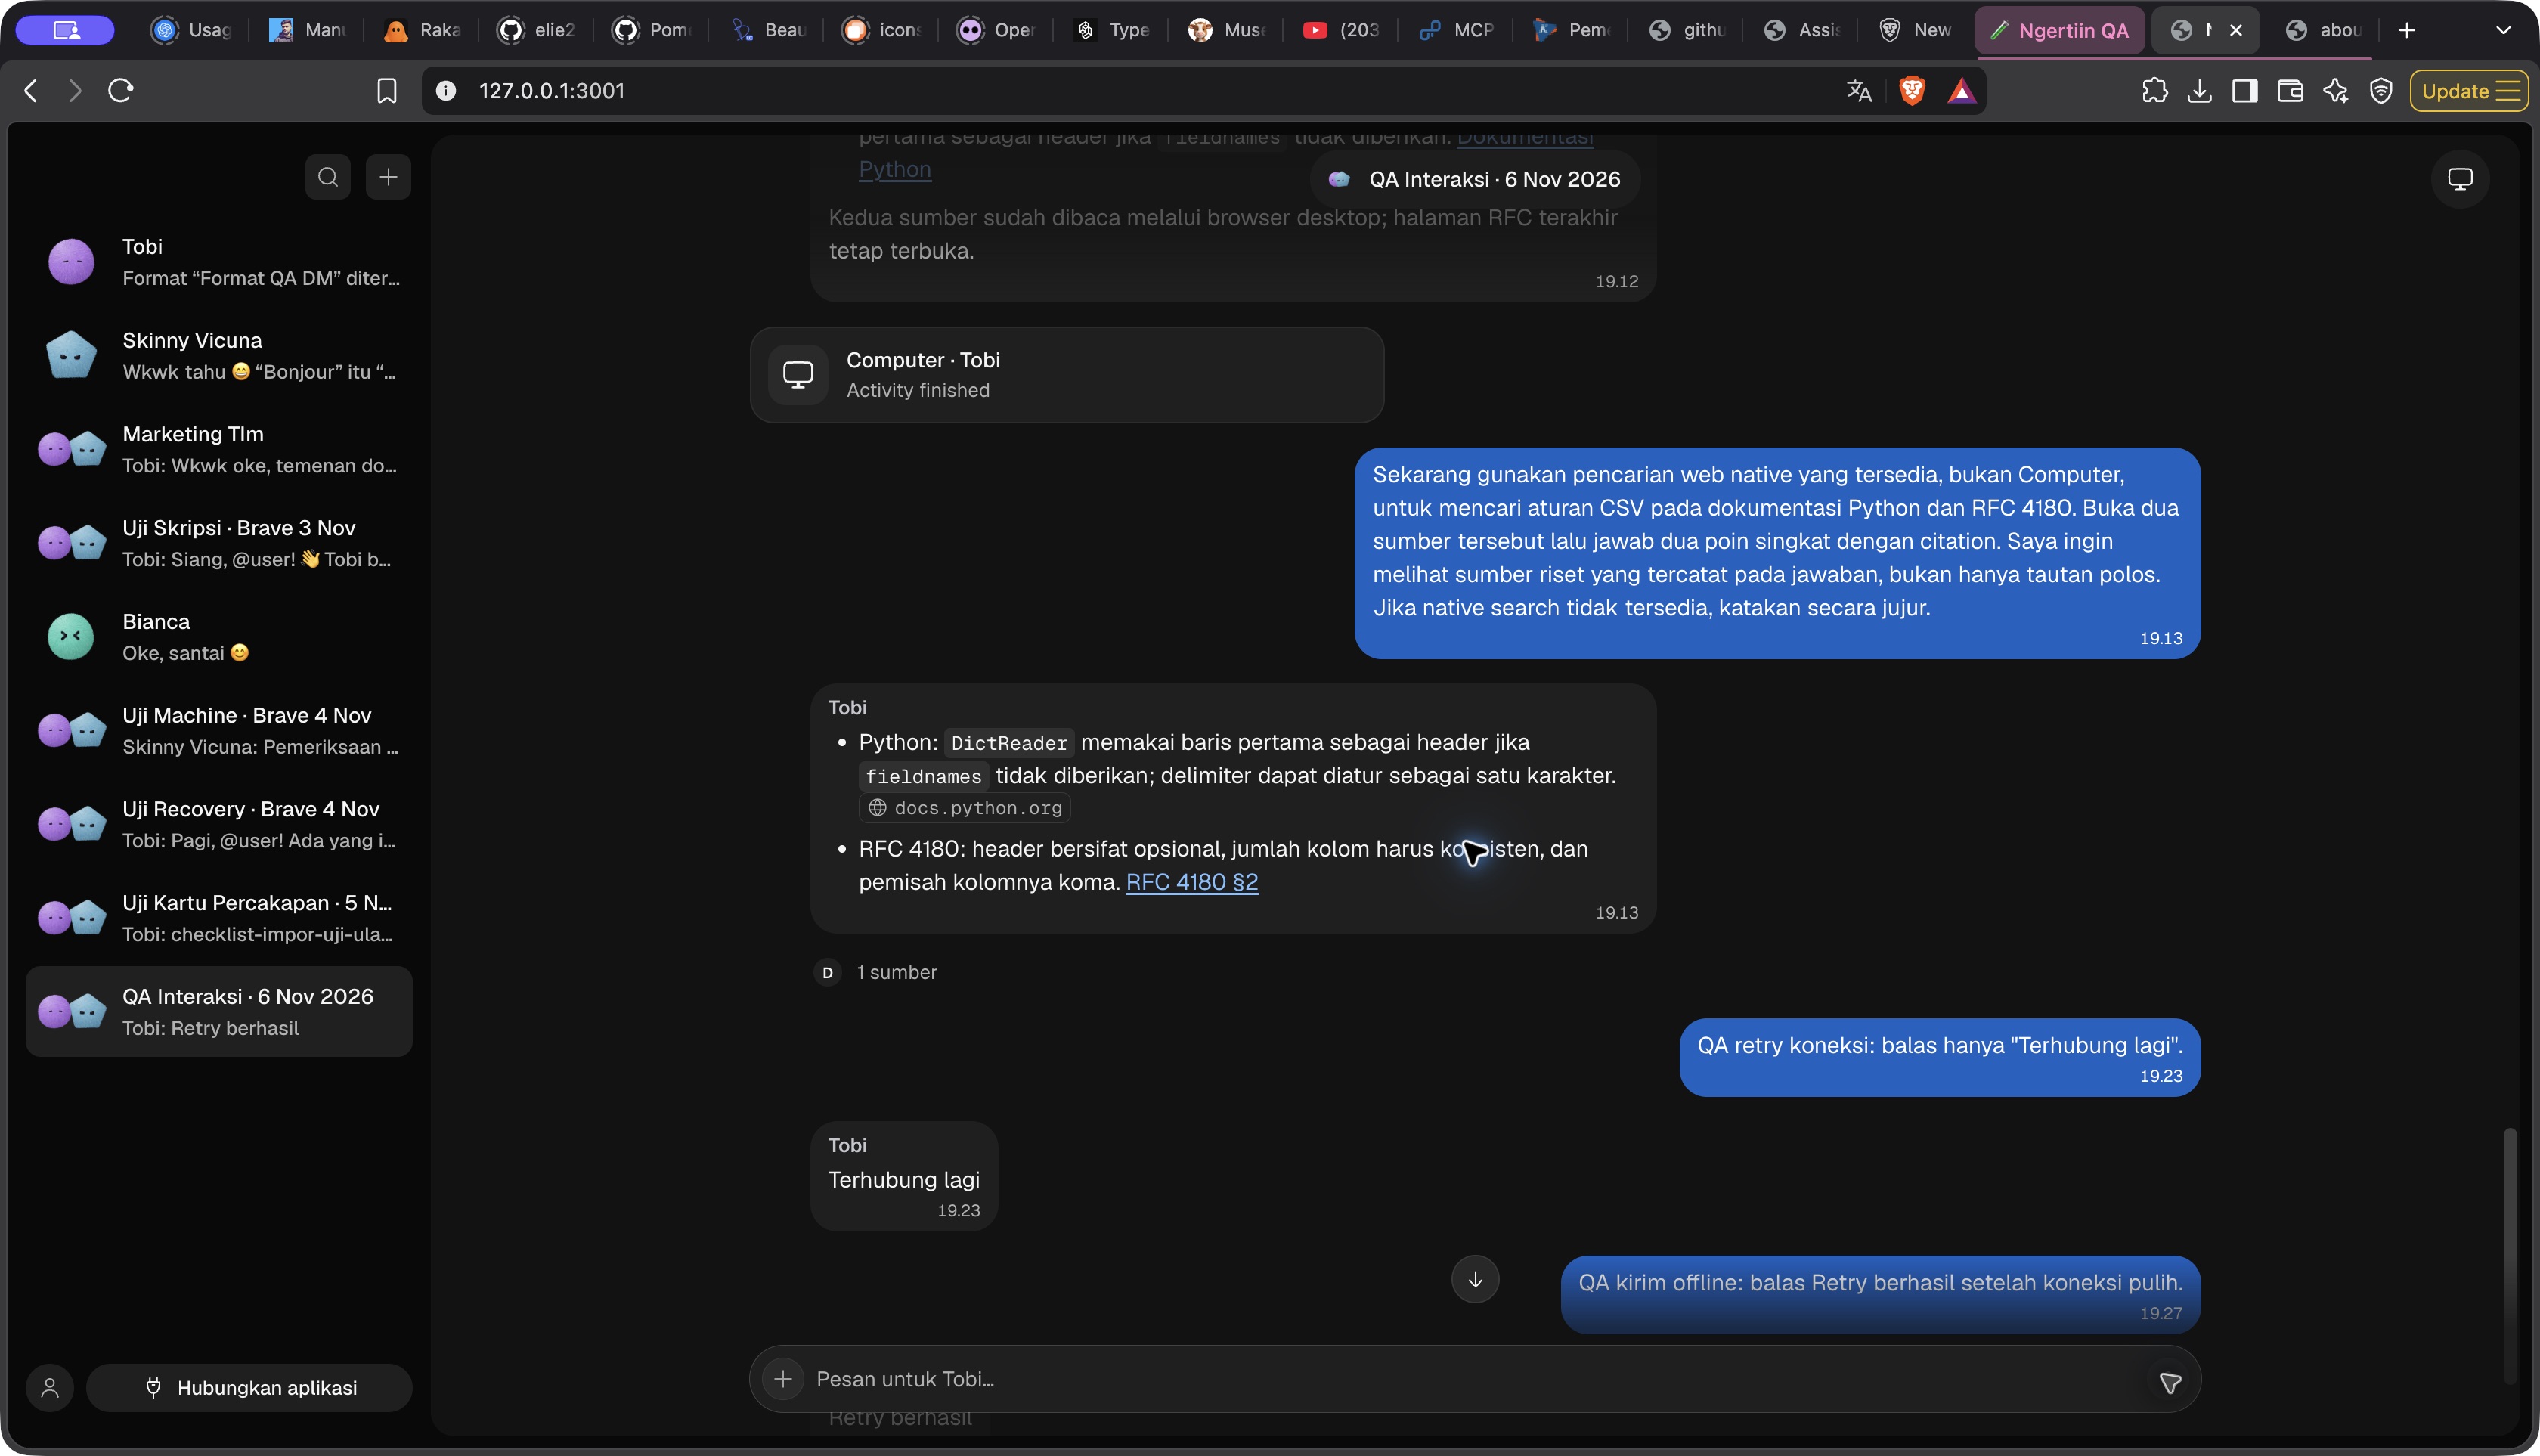 Usag
Manu
Raka
elie2
Pome
Beau
icons
Oper
Type
Muse
(203
MCP
Peme
githu
Assis
New
Ngertiin QA
abou
127.0.0.1:3001
Update
Tobi
Format “Format QA DM” diter...
Skinny Vicuna
Wkwk tahu 😄 “Bonjour” itu “...
Marketing TIm
Tobi: Wkwk oke, temenan do...
Uji Skripsi · Brave 3 Nov
Tobi: Siang, @user! 👋 Tobi b...
Bianca
Oke, santai 😊
Uji Machine · Brave 4 Nov
Skinny Vicuna: Pemeriksaan ...
Uji Recovery · Brave 4 Nov
Tobi: Pagi, @user! Ada yang i...
Uji Kartu Percakapan · 5 N...
Tobi: checklist-impor-uji-ula...
QA Interaksi · 6 Nov 2026
Tobi: Retry berhasil
Hubungkan aplikasi
pertama sebagai header jika fieldnames tidak diberikan. Dokumentasi
Python
QA Interaksi · 6 Nov 2026
Kedua sumber sudah dibaca melalui browser desktop; halaman RFC terakhir
tetap terbuka.
19.12
Computer · Tobi
Activity finished
Sekarang gunakan pencarian web native yang tersedia, bukan Computer,
untuk mencari aturan CSV pada dokumentasi Python dan RFC 4180. Buka dua
sumber tersebut lalu jawab dua poin singkat dengan citation. Saya ingin
melihat sumber riset yang tercatat pada jawaban, bukan hanya tautan polos.
Jika native search tidak tersedia, katakan secara jujur.
19.13
Tobi
• Python: DictReader memakai baris pertama sebagai header jika
fieldnames tidak diberikan; delimiter dapat diatur sebagai satu karakter.
docs.python.org
• RFC 4180: header bersifat opsional, jumlah kolom harus konsisten, dan
pemisah kolomnya koma. RFC 4180 §2
19.13
D 1 sumber
QA retry koneksi: balas hanya "Terhubung lagi".
19.23
Tobi
Terhubung lagi
19.23
QA kirim offline: balas Retry berhasil setelah koneksi pulih.
19.27
Pesan untuk Tobi...
Retry berhasil